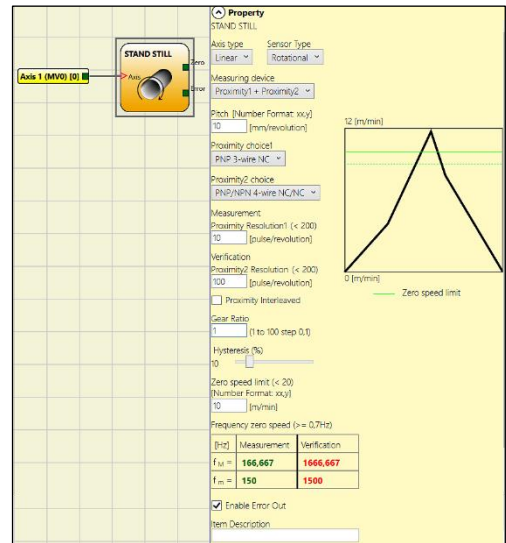 Property
STAND STILL
Axis type Sensor Type
Linear Rotational
Measuring device
Proximity1 + Proximity2
Pitch [Number Format: xx,y]
10 [mm/revolution]
Proximity choice1
PNP 3-wire NC
Proximity2 choice
PNP/NPN 4-wire NC/NC
Measurement
Proximity Resolution1 (< 200)
10 [pulse/revolution]
Verification
Proximity2 Resolution (< 200)
100 [pulse/revolution]
Proximity Interleaved
Gear Ratio
1 (1 to 100 step 0,1)
Hysteresis (%)
10
Zero speed limit (< 20)
[Number Format: xx,y]
10 [m/min]
Frequency zero speed (>= 0,7Hz)
[Hz] Measurement Verification
f M = 166,667 1666,667
f m = 150 1500
Enable Error Out
Item Description
STAND STILL
Axis 1 (MV0) [0]
Axis
Zero
Error
12 [m/min]
0 [m/min]
Zero speed limit